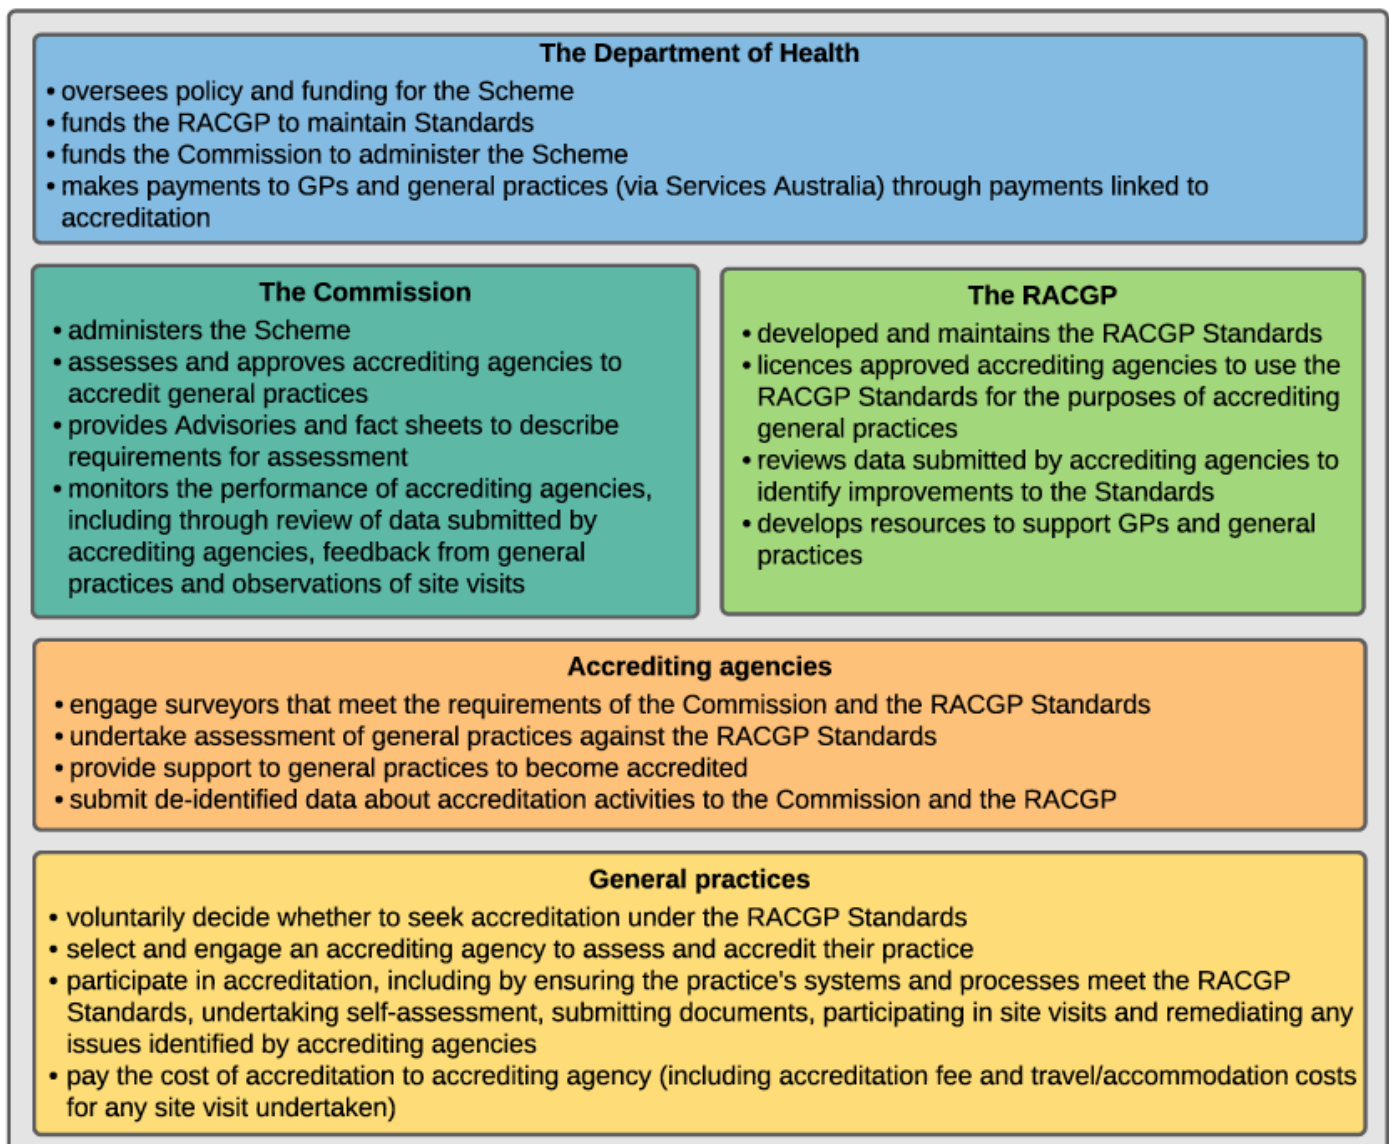 The Department of Health
• oversees policy and funding for the Scheme
• funds the RACGP to maintain Standards
• funds the Commission to administer the Scheme
• makes payments to GPs and general practices (via Services Australia) through payments linked to
accreditation
The Commission
• administers the Scheme
• assesses and approves accrediting agencies to
accredit general practices
• provides Advisories and fact sheets to describe
requirements for assessment
• monitors the performance of accrediting agencies,
including through review of data submitted by
accrediting agencies, feedback from general
practices and observations of site visits
The RACGP
• developed and maintains the RACGP Standards
• licences approved accrediting agencies to use the
RACGP Standards for the purposes of accrediting
general practices
• reviews data submitted by accrediting agencies to
identify improvements to the Standards
• develops resources to support GPs and general
practices
Accrediting agencies
• engage surveyors that meet the requirements of the Commission and the RACGP Standards
• undertake assessment of general practices against the RACGP Standards
• provide support to general practices to become accredited
• submit de-identified data about accreditation activities to the Commission and the RACGP
General practices
• voluntarily decide whether to seek accreditation under the RACGP Standards
• select and engage an accrediting agency to assess and accredit their practice
• participate in accreditation, including by ensuring the practice's systems and processes meet the RACGP
Standards, undertaking self-assessment, submitting documents, participating in site visits and remediating any
issues identified by accrediting agencies
• pay the cost of accreditation to accrediting agency (including accreditation fee and travel/accommodation costs
for any site visit undertaken)